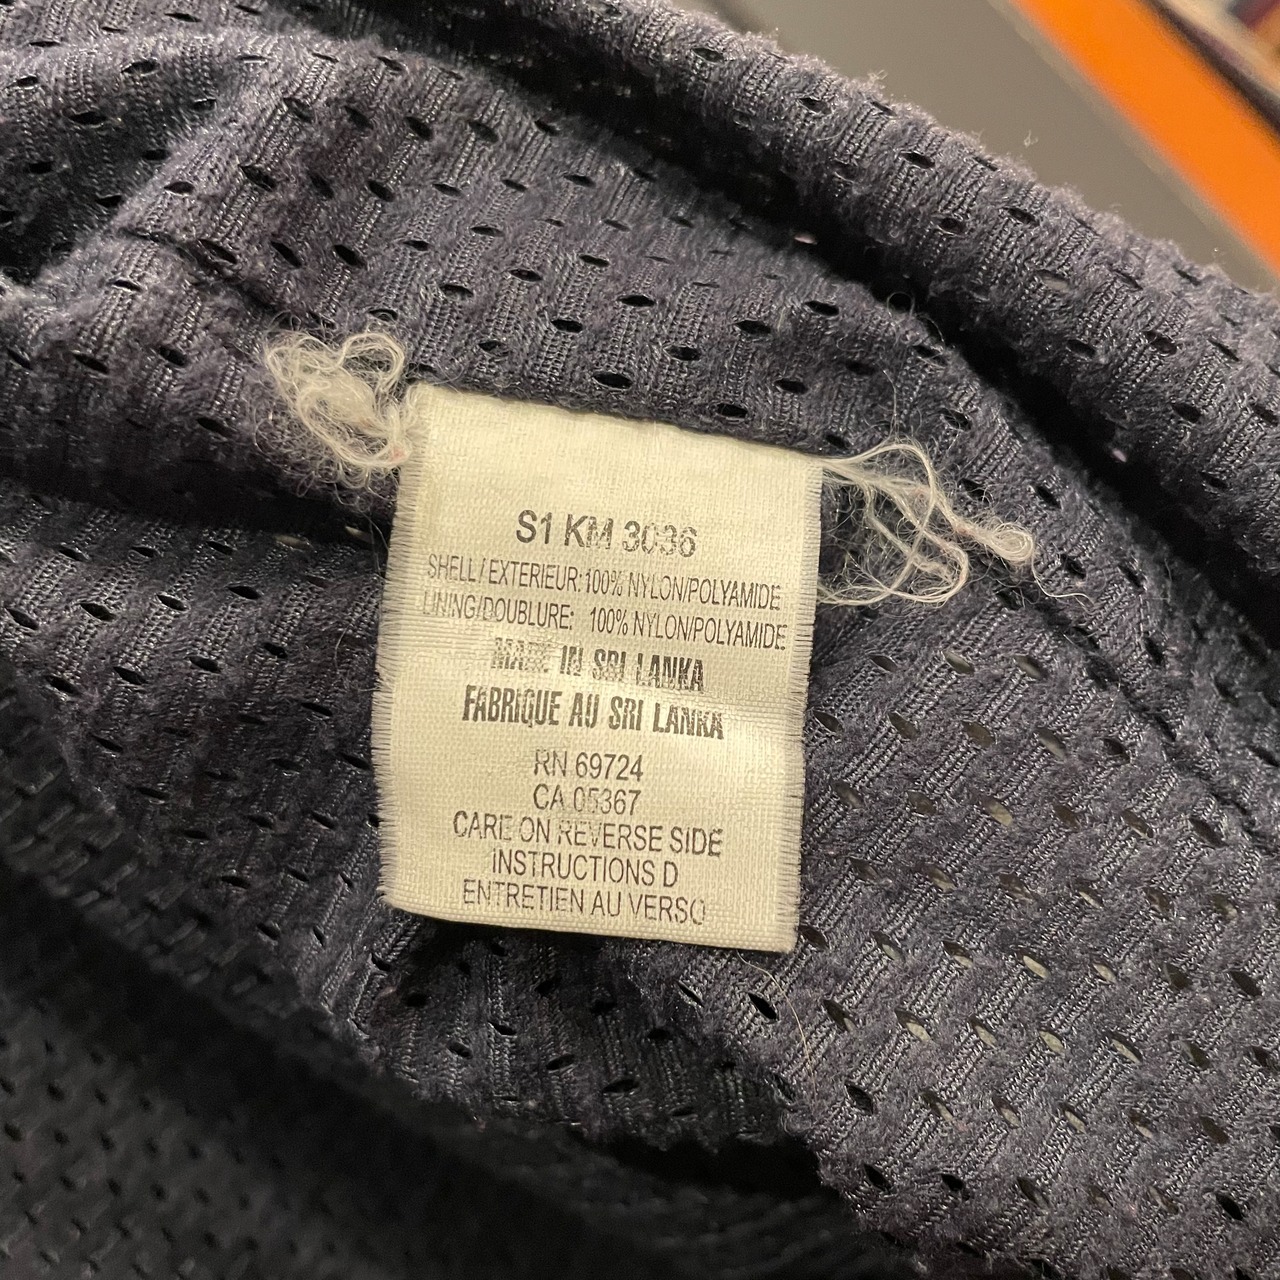 S1 KM 3036
SHELL/EXTERIEUR:100% NYLON/POLYAMIDE
LINING/DOUBLURE: 100% NYLON/POLYAMIDE
MADE IN SRI LANKA
FABRIQUE AU SRI LANKA
RN 69724
CA 05367
CARE ON REVERSE SIDE
INSTRUCTIONS D
ENTRETIEN AU VERSO